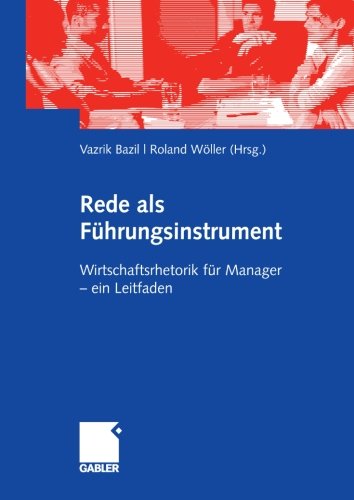 Vazrik Bazil | Roland Wöller (Hrsg.)
Rede als
Führungsinstrument
Wirtschaftsrhetorik für Manager
– ein Leitfaden
GABLER